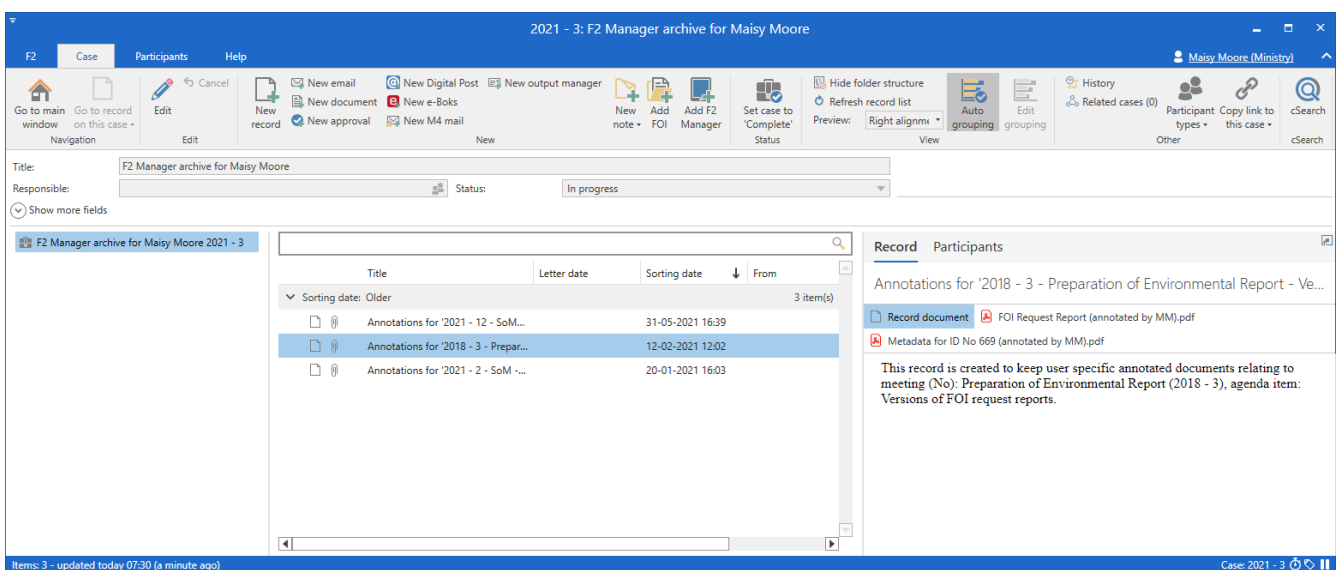 2021 - 3: F2 Manager archive for Maisy Moore
F2 Case Participants Help Maisy Moore (Ministry)
Go to main window
Go to record on this case
Navigation
Edit
Cancel
Edit
New record
New email
New document
New approval
New Digital Post
New e-Boks
New M4 mail
New output manager
New note
Add FOI
Add F2 Manager
New
Set case to 'Complete'
Status
Hide folder structure
Refresh record list
Preview: Right alignme
Auto grouping
Edit grouping
View
History
Related cases (0)
Participant types
Copy link to this case
Other
cSearch
cSearch
Title: F2 Manager archive for Maisy Moore
Responsible: Status: In progress
Show more fields
F2 Manager archive for Maisy Moore 2021 - 3
Title Letter date Sorting date From
Sorting date: Older 3 item(s)
Annotations for '2021 - 12 - SoM... 31-05-2021 16:39
Annotations for '2018 - 3 - Prepar... 12-02-2021 12:02
Annotations for '2021 - 2 - SoM -... 20-01-2021 16:03
Record Participants
Annotations for '2018 - 3 - Preparation of Environmental Report - Ve...
Record document FOI Request Report (annotated by MM).pdf
Metadata for ID No 669 (annotated by MM).pdf
This record is created to keep user specific annotated documents relating to
meeting (No): Preparation of Environmental Report (2018 - 3), agenda item:
Versions of FOI request reports.
Items: 3 - updated today 07:30 (a minute ago) Case: 2021 - 3